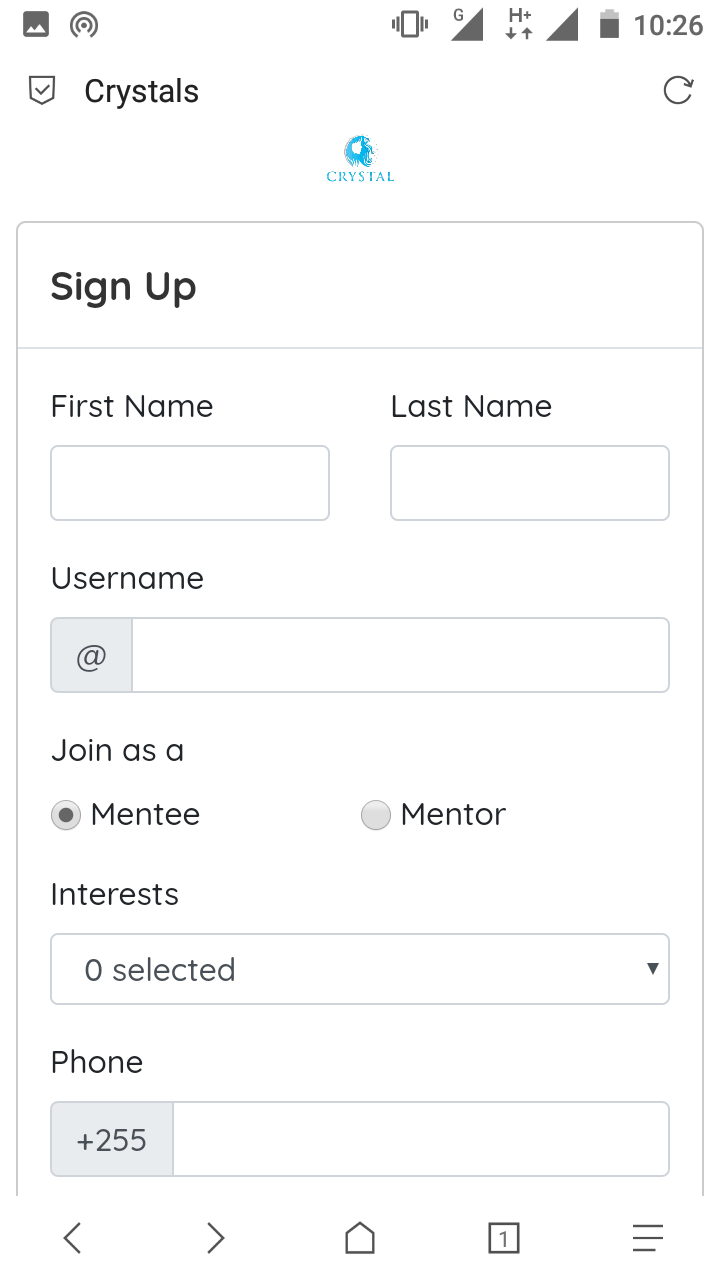 G H+ 10:26
Crystals
CRYSTAL
Sign Up
First Name Last Name
Username
@
Join as a
Mentee Mentor
Interests
0 selected
Phone
+255
1